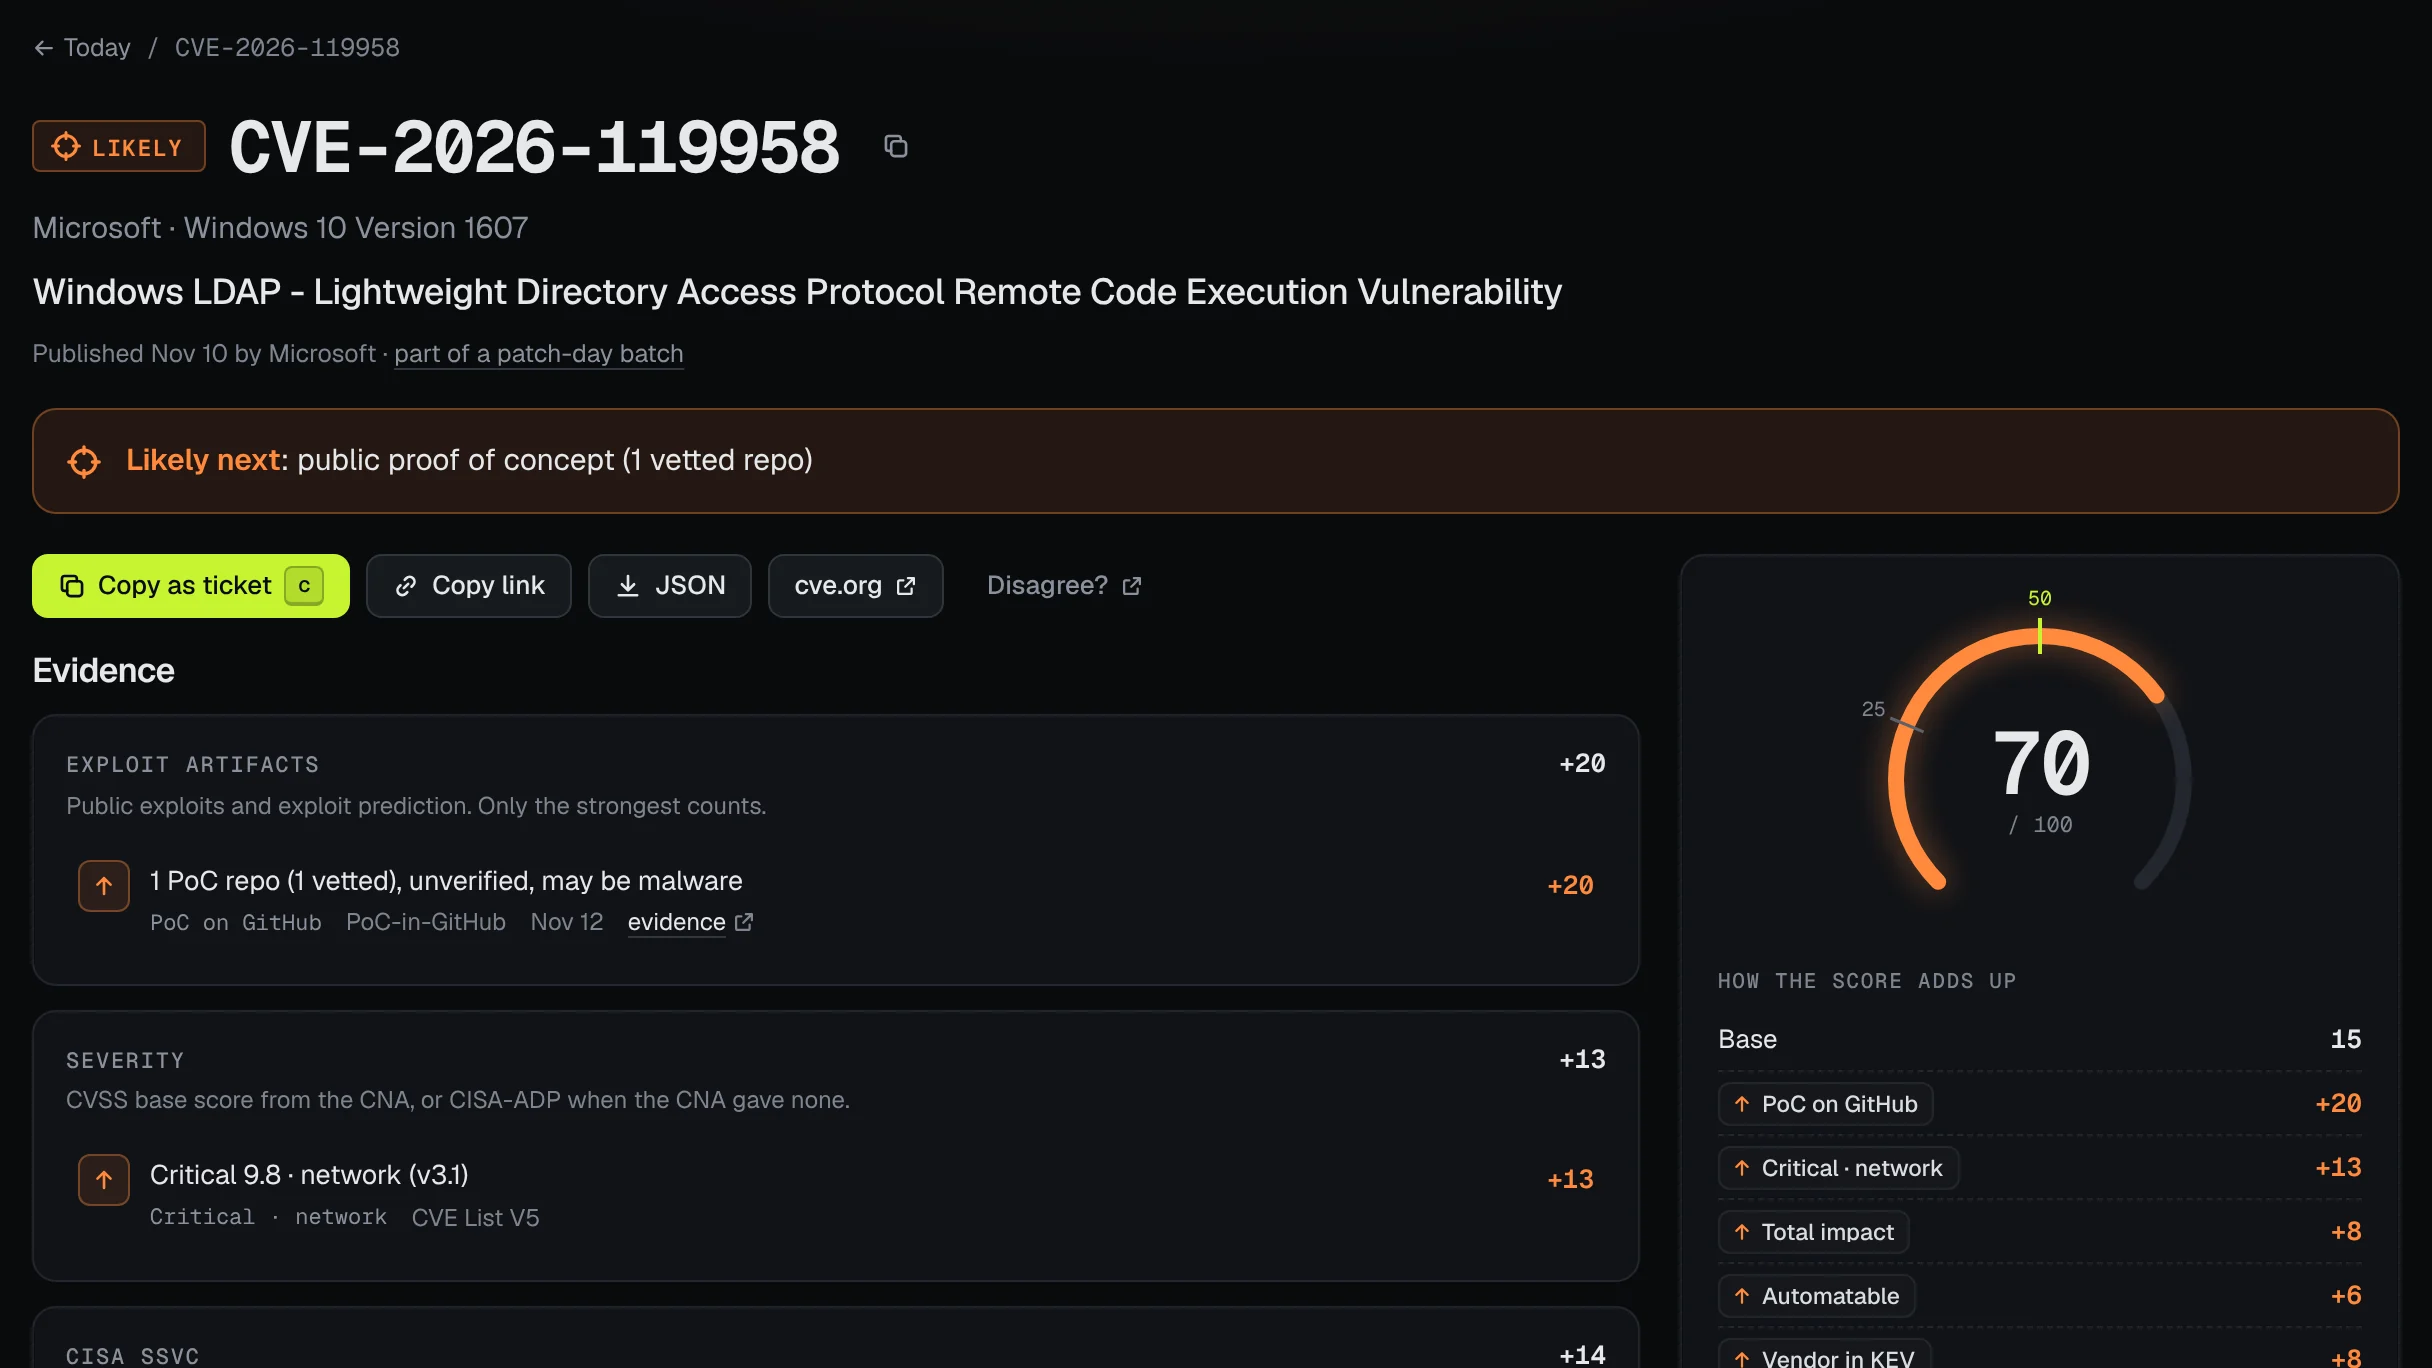 ← Today / CVE-2026-119958
LIKELY CVE-2026-119958
Microsoft · Windows 10 Version 1607
Windows LDAP - Lightweight Directory Access Protocol Remote Code Execution Vulnerability
Published Nov 10 by Microsoft · part of a patch-day batch
Likely next: public proof of concept (1 vetted repo)
Copy as ticket c Copy link JSON cve.org Disagree?
Evidence
EXPLOIT ARTIFACTS +20
Public exploits and exploit prediction. Only the strongest counts.
1 PoC repo (1 vetted), unverified, may be malware +20
PoC on GitHub PoC-in-GitHub Nov 12 evidence
SEVERITY +13
CVSS base score from the CNA, or CISA-ADP when the CNA gave none.
Critical 9.8 · network (v3.1) +13
Critical · network CVE List V5
CISA SSVC +14
50
25
70
/ 100
HOW THE SCORE ADDS UP
Base 15
↑ PoC on GitHub +20
↑ Critical · network +13
↑ Total impact +8
↑ Automatable +6
↑ Vendor in KEV +8